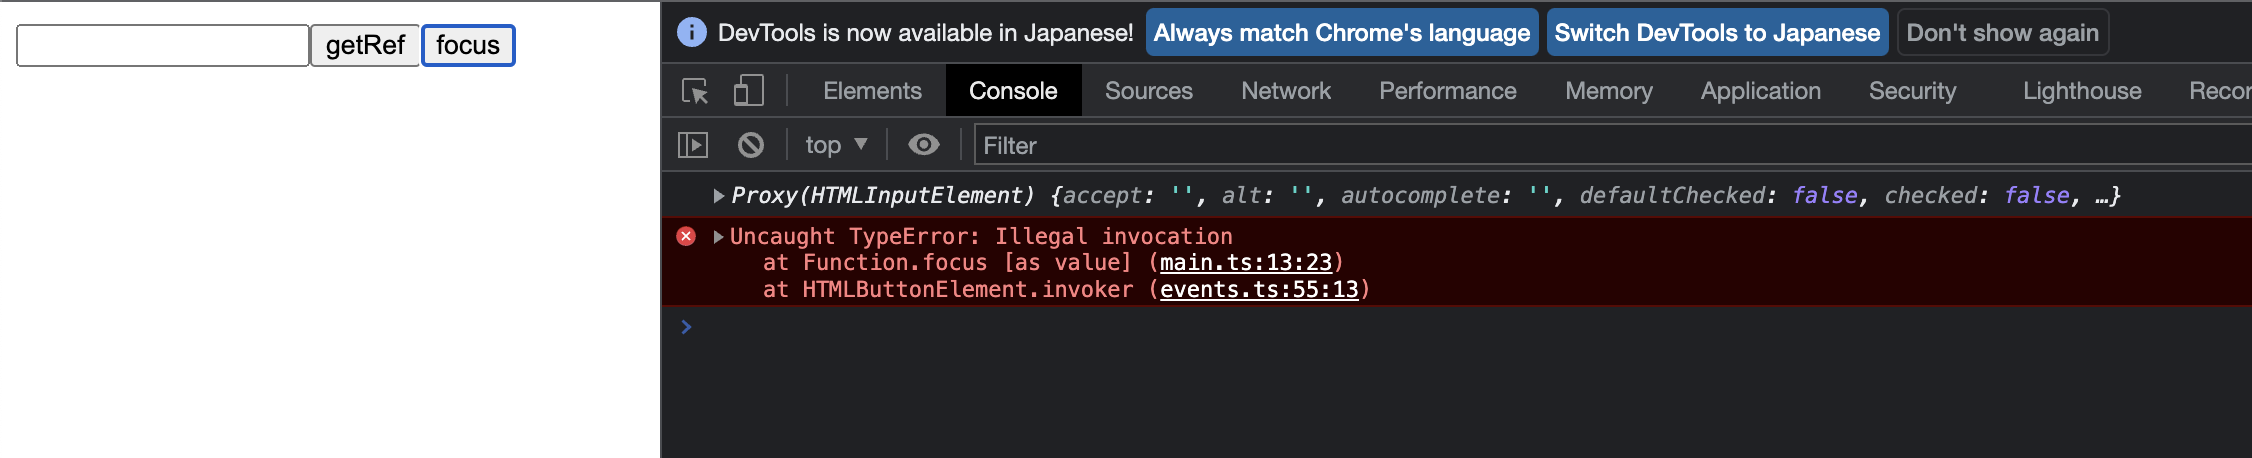 getRef focus
DevTools is now available in Japanese! Always match Chrome's language Switch DevTools to Japanese Don't show again
Elements Console Sources Network Performance Memory Application Security Lighthouse Recor
top ▼ Filter
▶ Proxy(HTMLInputElement) {accept: '', alt: '', autocomplete: '', defaultChecked: false, checked: false, …}
▶ Uncaught TypeError: Illegal invocation
at Function.focus [as value] (main.ts:13:23)
at HTMLButtonElement.invoker (events.ts:55:13)
>